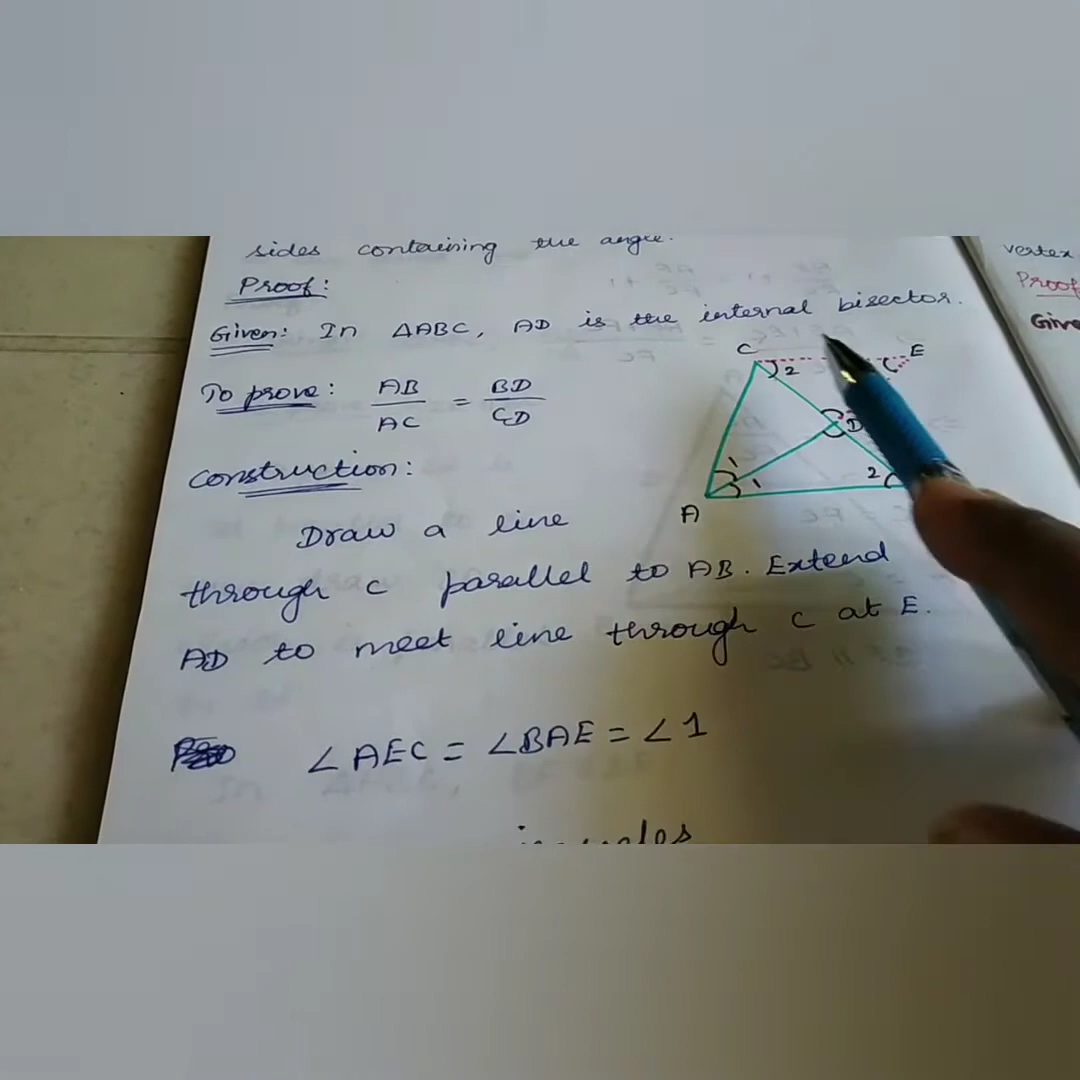 sides containing the angle.
Proof:
Given: In ΔABC, AD is the internal bisector.
To prove: AB/AC = BD/CD
Construction:
Draw a line
through C parallel to AB. Extend
AD to meet line through C at E.
∠AEC = ∠BAE = ∠1
C E
2
D
1
1 2
A
vertex
Proof
Given